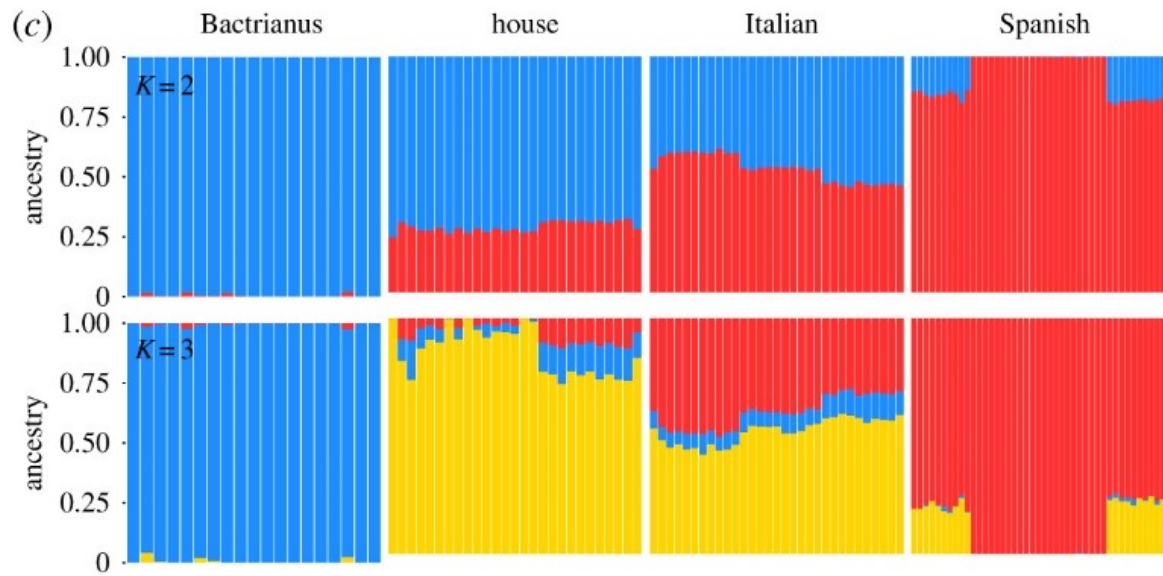 (c) Bactrianus house Italian Spanish
1.00
K = 2
0.75
ancestry
0.50
0.25
0
1.00
K = 3
0.75
ancestry
0.50
0.25
0